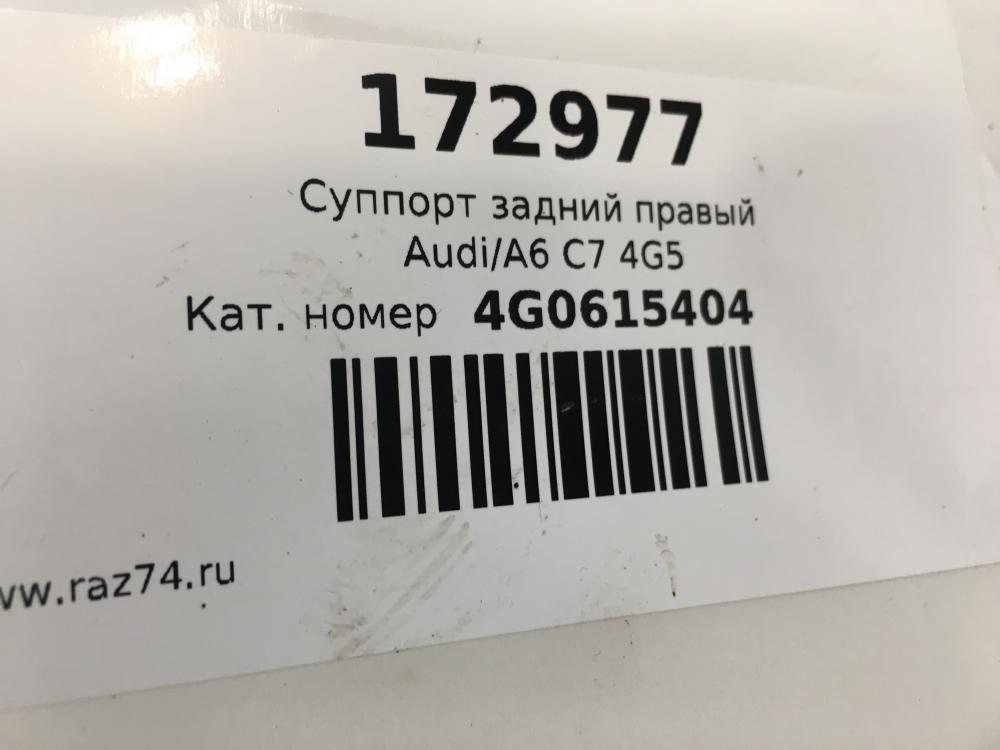 172977
Суппорт задний правый
Audi/A6 C7 4G5
Кат. номер 4G0615404
ww.raz74.ru